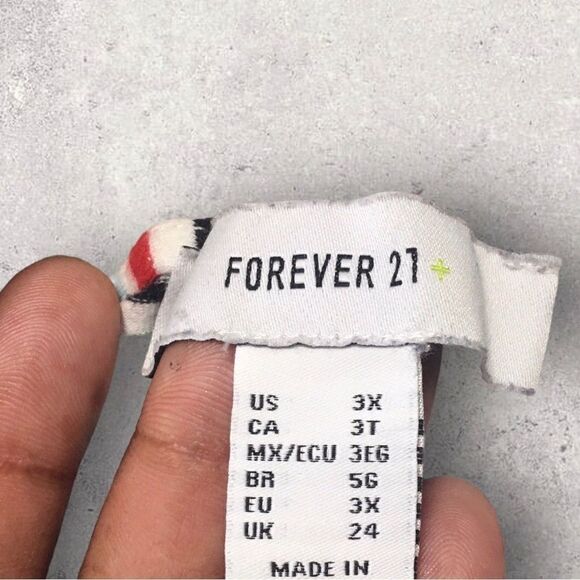 FOREVER 21 +
US 3X
CA 3T
MX/ECU 3EG
BR 5G
EU 3X
UK 24
MADE IN